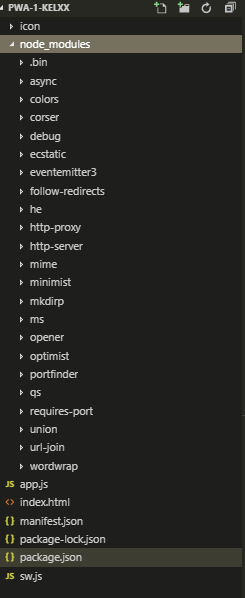 PWA-1-KELXX
icon
node_modules
.bin
async
colors
corser
debug
ecstatic
eventemitter3
follow-redirects
he
http-proxy
http-server
mime
minimist
mkdirp
ms
opener
optimist
portfinder
qs
requires-port
union
url-join
wordwrap
JS app.js
<> index.html
{} manifest.json
{} package-lock.json
{} package.json
JS sw.js